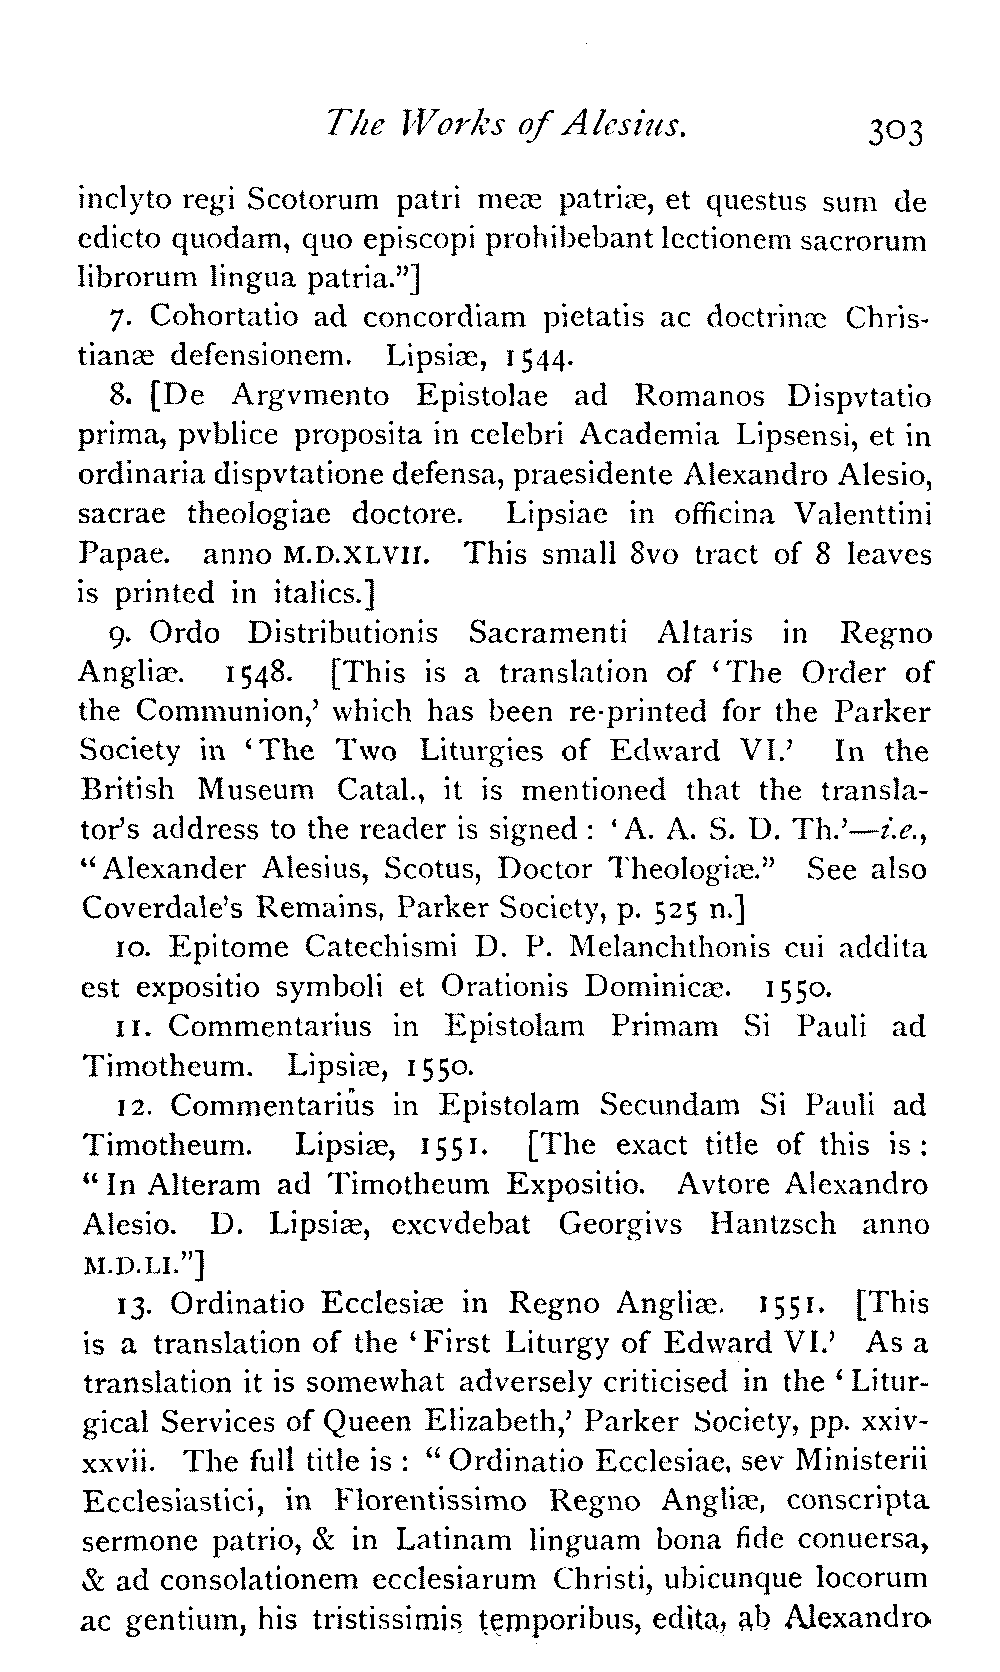 The Works of Alesius. 303
inclyto regi Scotorum patri meæ patriæ, et questus sum de
edicto quodam, quo episcopi prohibebant lectionem sacrorum
librorum lingua patria."]
7. Cohortatio ad concordiam pietatis ac doctrinæ Chris-
tianæ defensionem. Lipsiæ, 1544.
8. [De Argvmento Epistolae ad Romanos Dispvtatio
prima, pvblice proposita in celebri Academia Lipsensi, et in
ordinaria dispvtatione defensa, praesidente Alexandro Alesio,
sacrae theologiae doctore. Lipsiae in officina Valenttini
Papae. anno M.D.XLVII. This small 8vo tract of 8 leaves
is printed in italics.]
9. Ordo Distributionis Sacramenti Altaris in Regno
Angliæ. 1548. [This is a translation of ‘The Order of
the Communion,’ which has been re-printed for the Parker
Society in ‘The Two Liturgies of Edward VI.’ In the
British Museum Catal., it is mentioned that the transla-
tor's address to the reader is signed : ‘A. A. S. D. Th.’—i.e.,
“Alexander Alesius, Scotus, Doctor Theologiæ.” See also
Coverdale's Remains, Parker Society, p. 525 n.]
10. Epitome Catechismi D. P. Melanchthonis cui addita
est expositio symboli et Orationis Dominicæ. 1550.
11. Commentarius in Epistolam Primam Si Pauli ad
Timotheum. Lipsiæ, 1550.
12. Commentarius in Epistolam Secundam Si Pauli ad
Timotheum. Lipsiæ, 1551. [The exact title of this is :
“In Alteram ad Timotheum Expositio. Avtore Alexandro
Alesio. D. Lipsiæ, excvdebat Georgivs Hantzsch anno
M.D.LI.”]
13. Ordinatio Ecclesiæ in Regno Angliæ. 1551. [This
is a translation of the ‘First Liturgy of Edward VI.’ As a
translation it is somewhat adversely criticised in the ‘Litur-
gical Services of Queen Elizabeth,’ Parker Society, pp. xxiv-
xxvii. The full title is : “Ordinatio Ecclesiae, sev Ministerii
Ecclesiastici, in Florentissimo Regno Angliæ, conscripta
sermone patrio, & in Latinam linguam bona fide conuersa,
& ad consolationem ecclesiarum Christi, ubicunque locorum
ac gentium, his tristissimis temporibus, edita, ab Alexandro